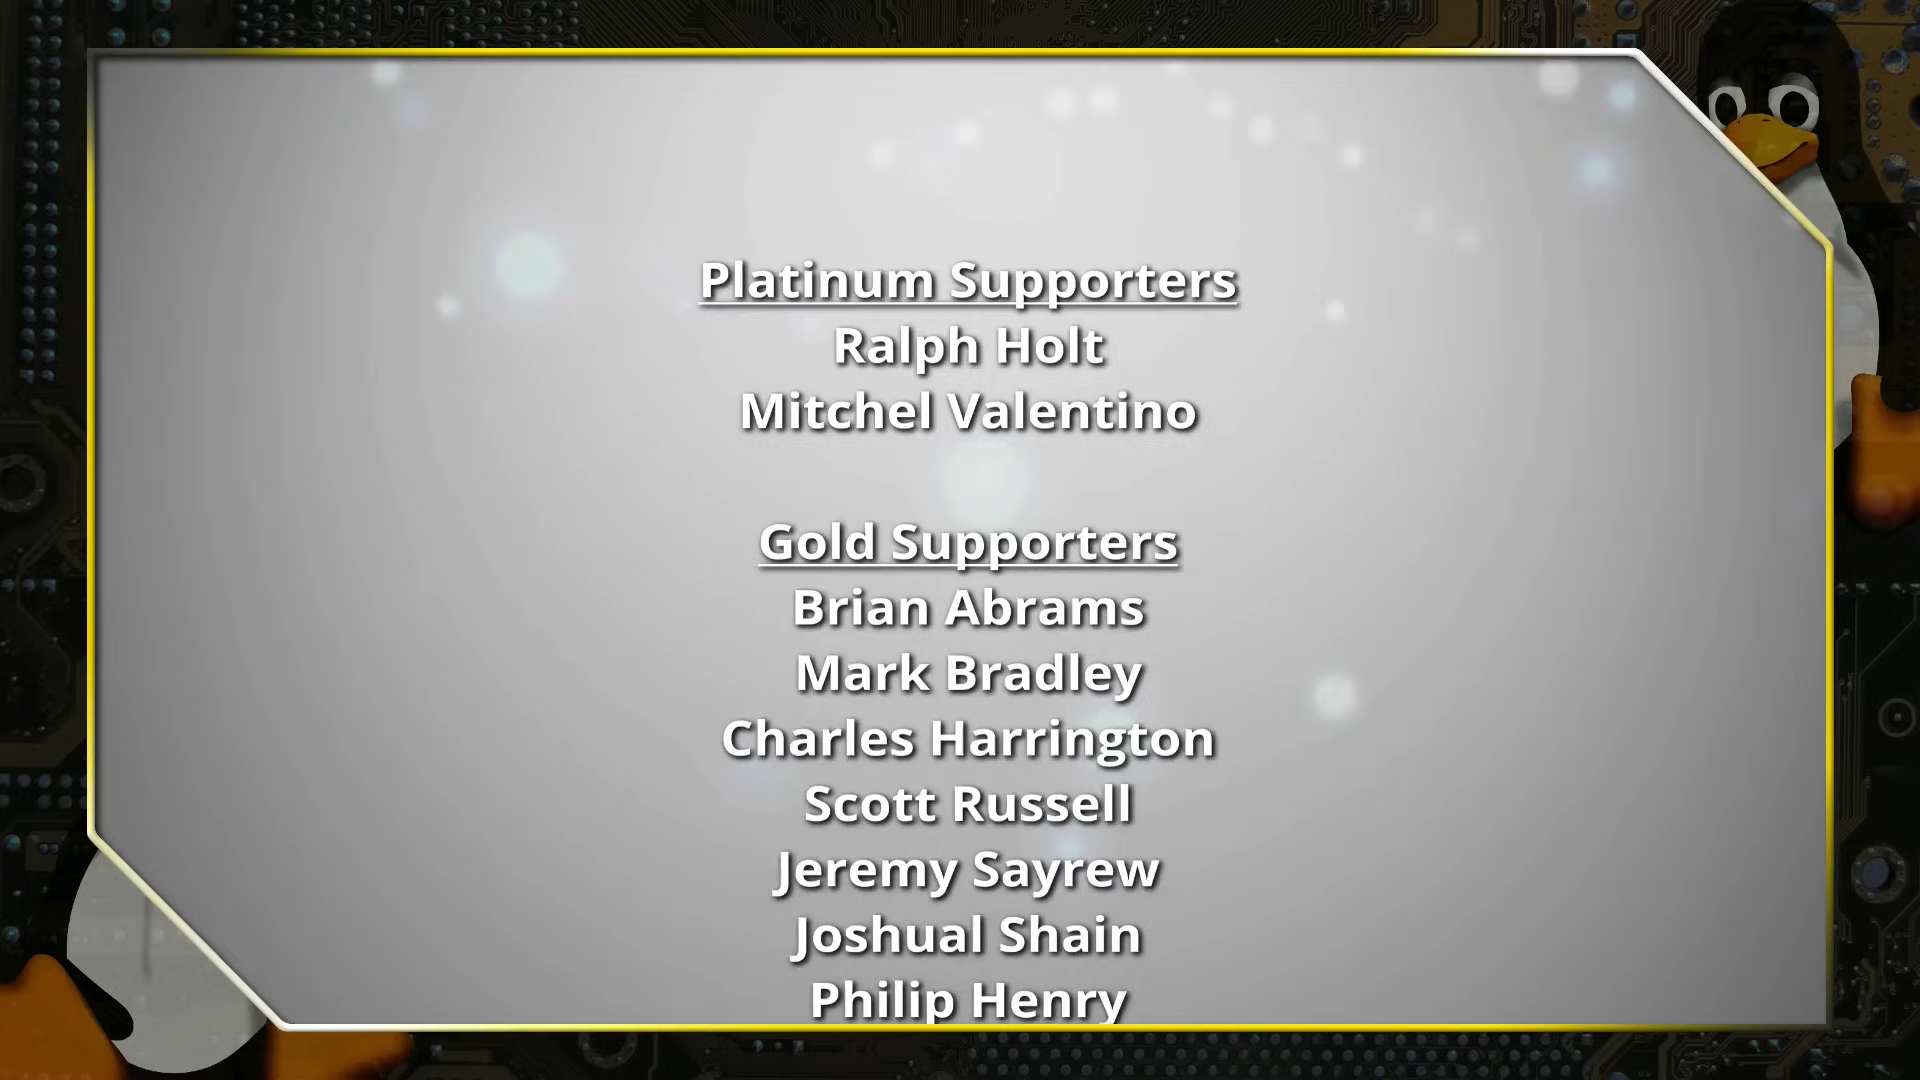 Platinum Supporters
Ralph Holt
Mitchel Valentino
Gold Supporters
Brian Abrams
Mark Bradley
Charles Harrington
Scott Russell
Jeremy Sayrew
Joshual Shain
Philip Henry